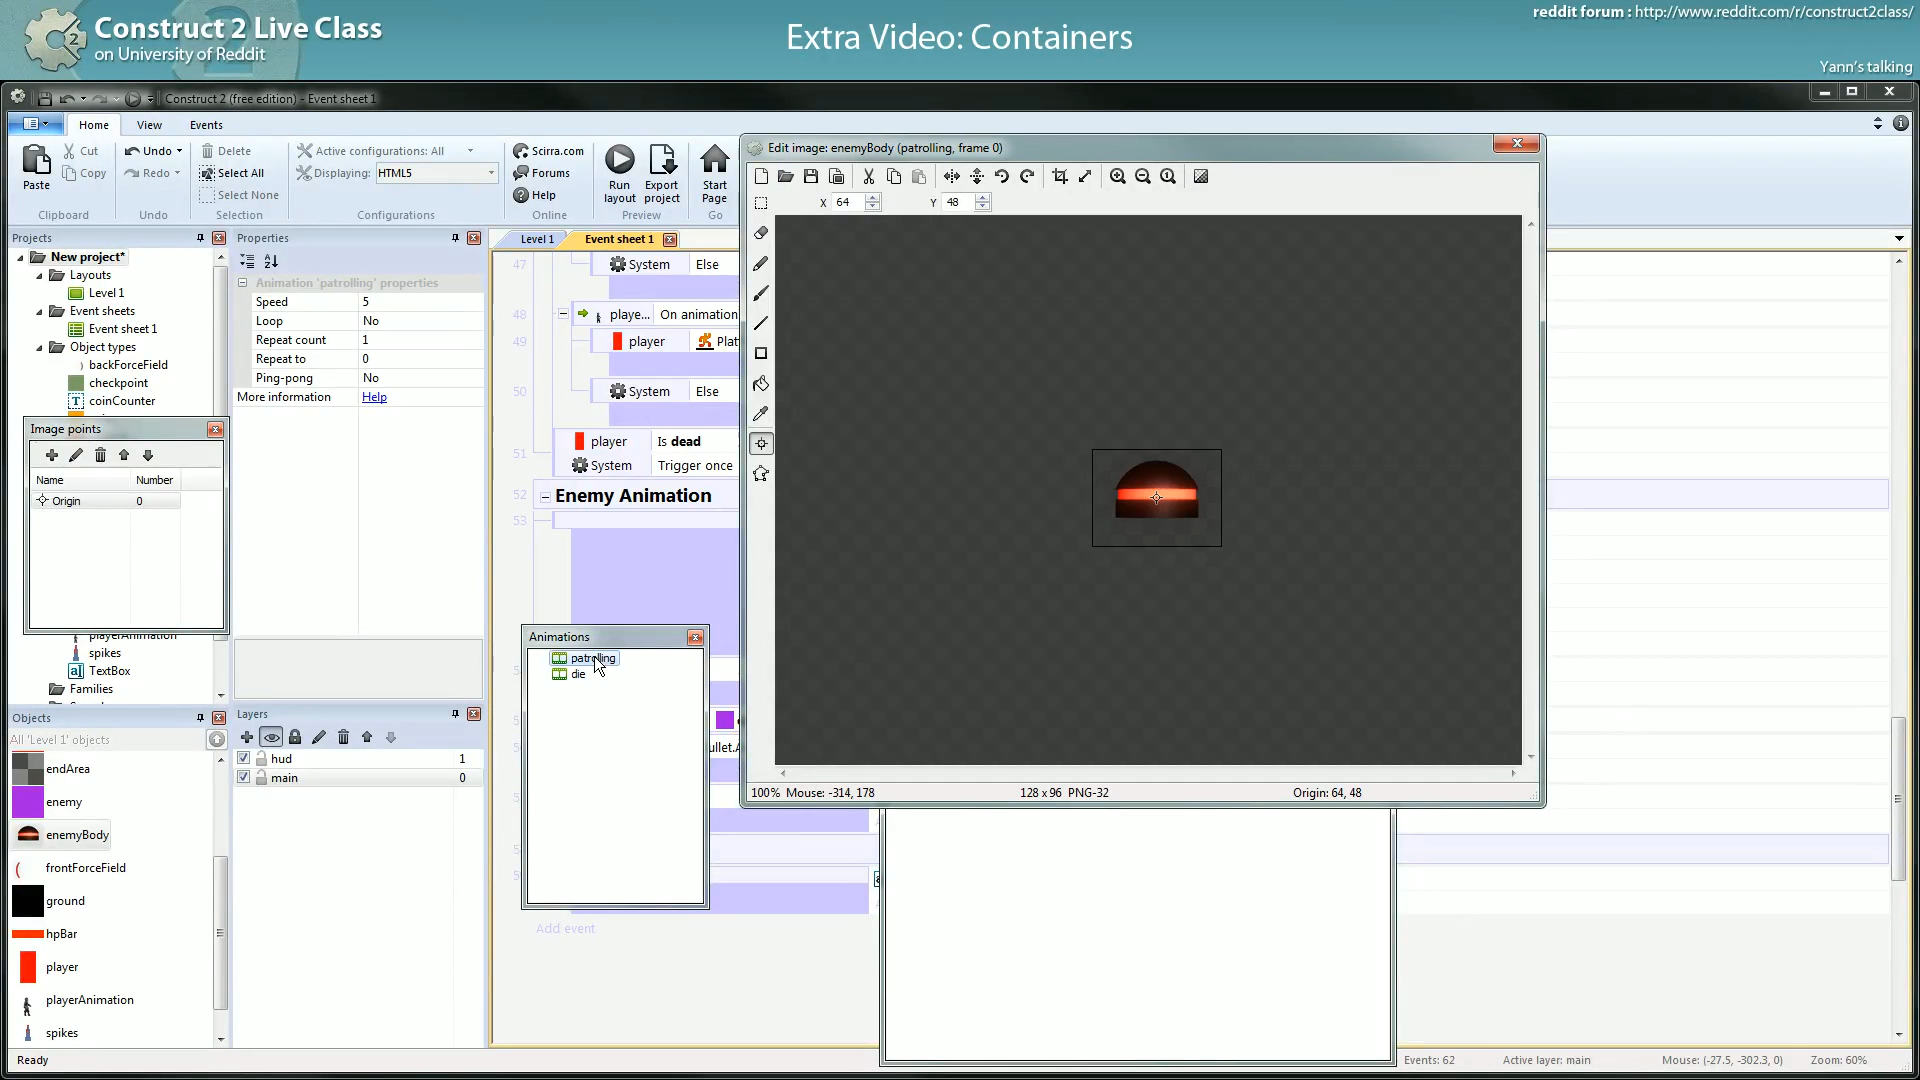 Construct 2 Live Class
on University of Reddit
Extra Video: Containers
reddit forum : http://www.reddit.com/r/construct2class/
Yann's talking
Construct 2 (free edition) - Event sheet 1
Home View Events
Paste
Cut
Copy
Clipboard
Undo
Redo
Undo
Delete
Select All
Select None
Selection
Active configurations: All
Displaying: HTML5
Configurations
Scirra.com
Forums
Help
Online
Run layout
Export project
Preview
Start Page
Go
Projects
New project*
Layouts
Level 1
Event sheets
Event sheet 1
Object types
backForceField
checkpoint
coinCounter
Image points
Name Number
Origin 0
playerAnimation
spikes
TextBox
Families
Properties
Animation 'patrolling' properties
Speed 5
Loop No
Repeat count 1
Repeat to 0
Ping-pong No
More information Help
Level 1 Event sheet 1
47 System Else
48 playe... On animation
49 player Plat
50 System Else
51 player Is dead
System Trigger once
52 Enemy Animation
53
ullet.A
Add event
Animations
patrolling
die
Edit image: enemyBody (patrolling, frame 0)
X 64 Y 48
100% Mouse: -314, 178 128 x 96 PNG-32 Origin: 64, 48
Objects
All 'Level 1' objects
endArea
enemy
enemyBody
frontForceField
ground
hpBar
player
playerAnimation
spikes
Layers
hud 1
main 0
Ready
Events: 62 Active layer: main Mouse: (-27.5, -302.3, 0) Zoom: 60%